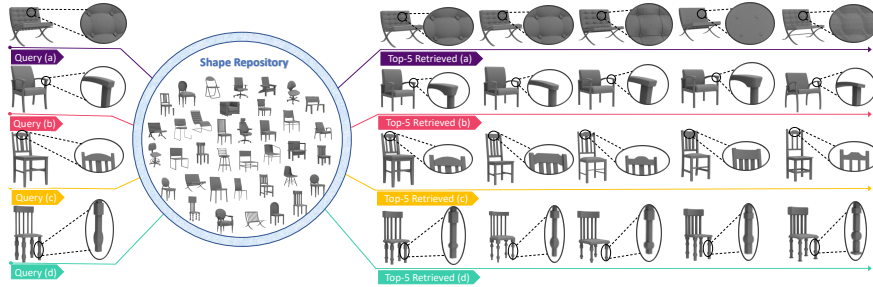 Shape Repository
Query (a)
Top-5 Retrieved (a)
Query (b)
Top-5 Retrieved (b)
Query (c)
Top-5 Retrieved (c)
Query (d)
Top-5 Retrieved (d)